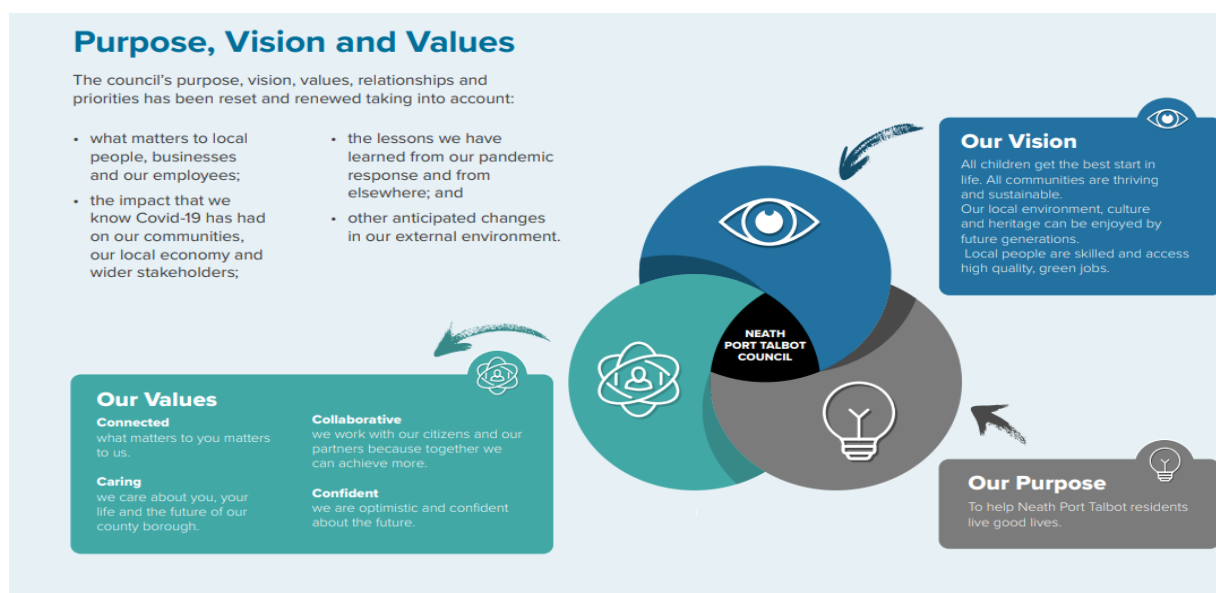 Purpose, Vision and Values
The council's purpose, vision, values, relationships and
priorities has been reset and renewed taking into account:
• what matters to local
people, businesses
and our employees;
• the impact that we
know Covid-19 has had
on our communities,
our local economy and
wider stakeholders;
• the lessons we have
learned from our pandemic
response and from
elsewhere; and
• other anticipated changes
in our external environment.
Our Vision
All children get the best start in
life. All communities are thriving
and sustainable.
Our local environment, culture
and heritage can be enjoyed by
future generations.
Local people are skilled and access
high quality, green jobs.
NEATH
PORT TALBOT
COUNCIL
Our Values
Connected
what matters to you matters
to us.
Caring
we care about you, your
life and the future of our
county borough.
Collaborative
we work with our citizens and our
partners because together we
can achieve more.
Confident
we are optimistic and confident
about the future.
Our Purpose
To help Neath Port Talbot residents
live good lives.